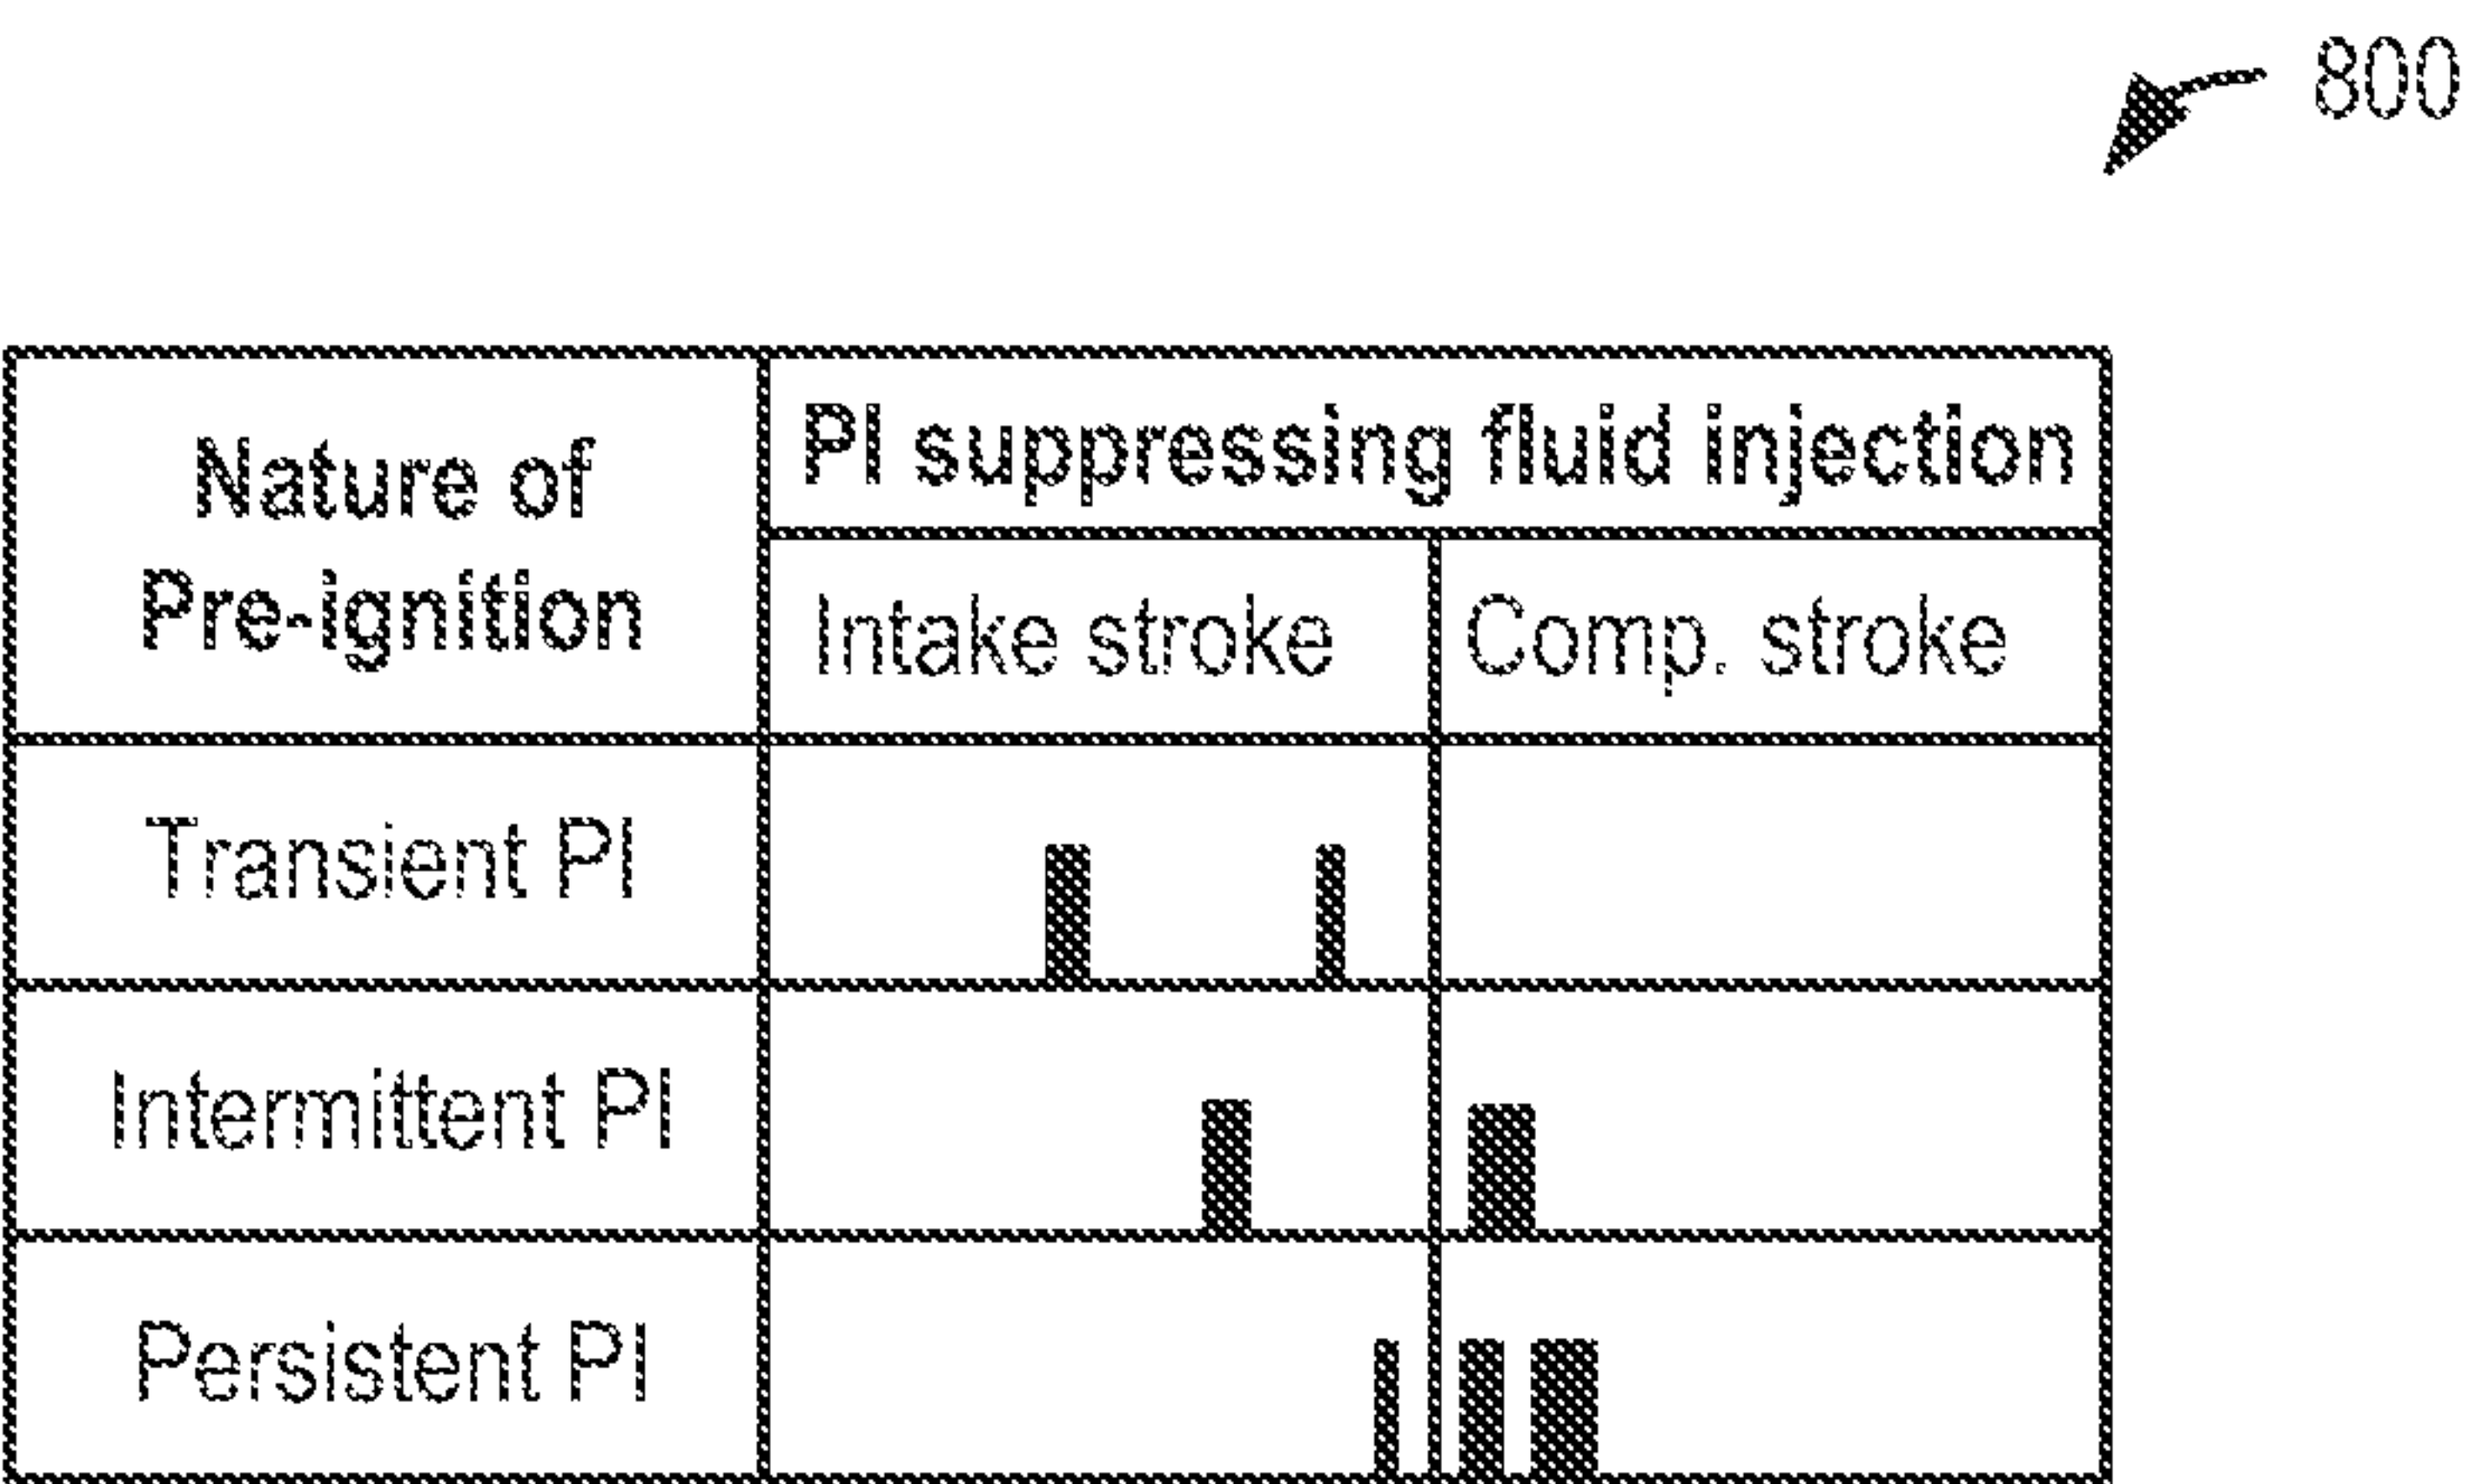 800
Nature of
Pre-ignition
PI suppressing fluid injection
Intake stroke
Comp. stroke
Transient PI
Intermittent PI
Persistent PI